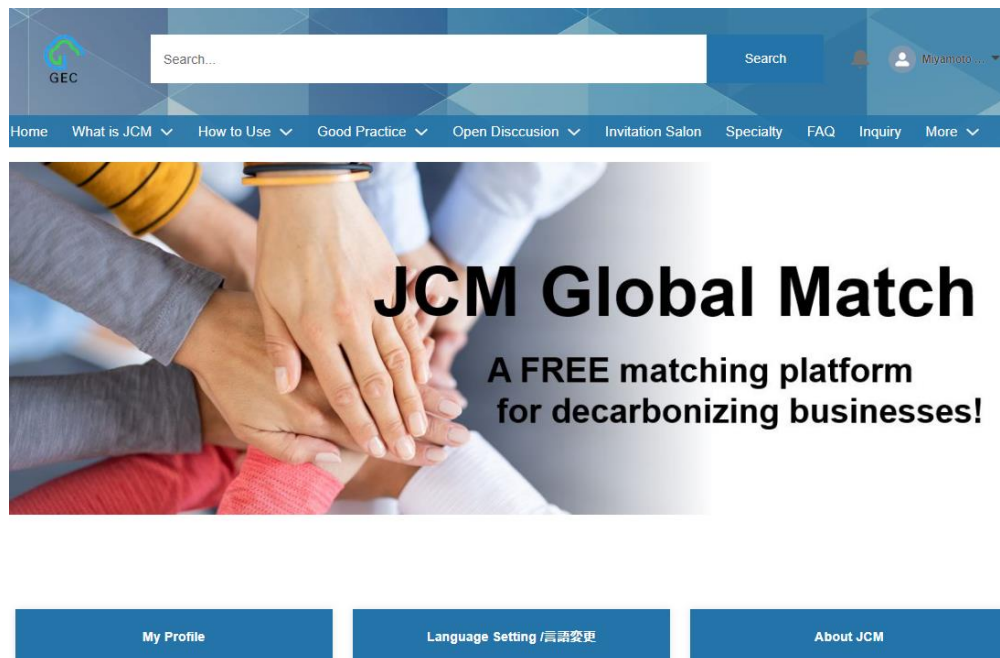 GEC
Search...
Search
Miyamoto ...
Home What is JCM How to Use Good Practice Open Disccusion Invitation Salon Specialty FAQ Inquiry More
JCM Global Match
A FREE matching platform
for decarbonizing businesses!
My Profile
Language Setting /言語変更
About JCM